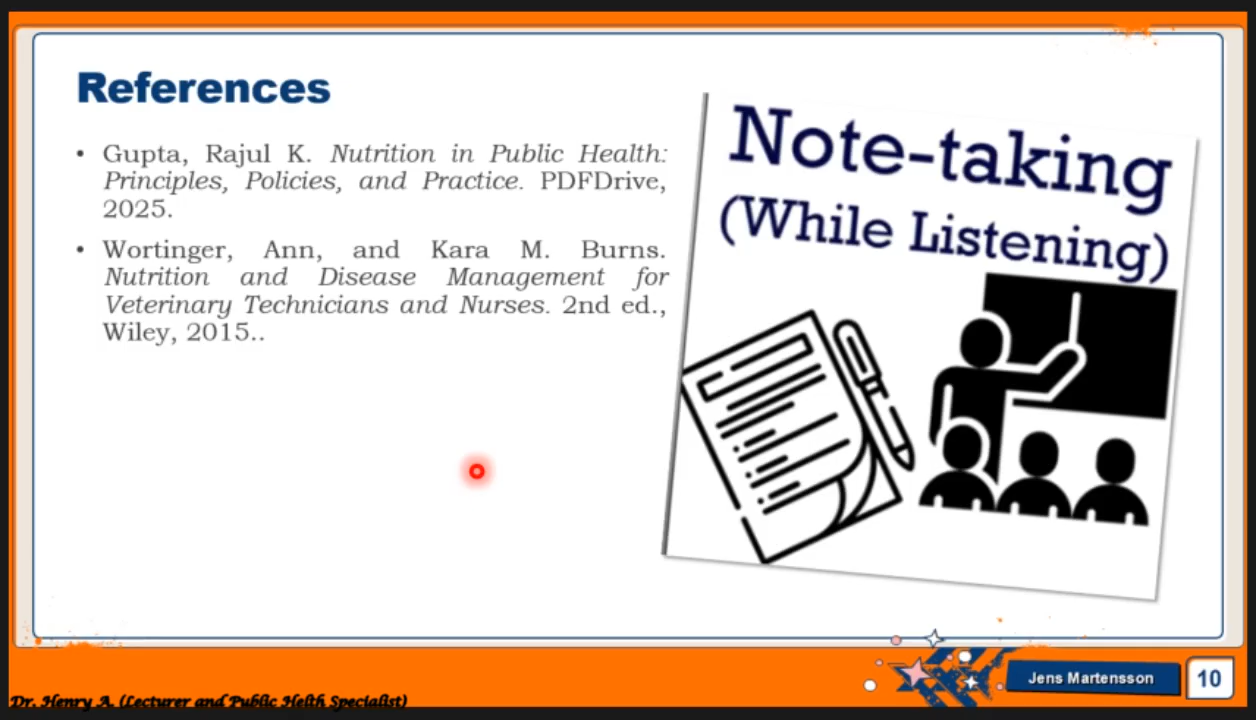 References
• Gupta, Rajul K. Nutrition in Public Health:
Principles, Policies, and Practice. PDFDrive,
2025.
• Wortinger, Ann, and Kara M. Burns.
Nutrition and Disease Management for
Veterinary Technicians and Nurses. 2nd ed.,
Wiley, 2015..
Note-taking
(While Listening)
Jens Martensson
10
Dr. Henry A. (Lecturer and Public Helth Specialist)